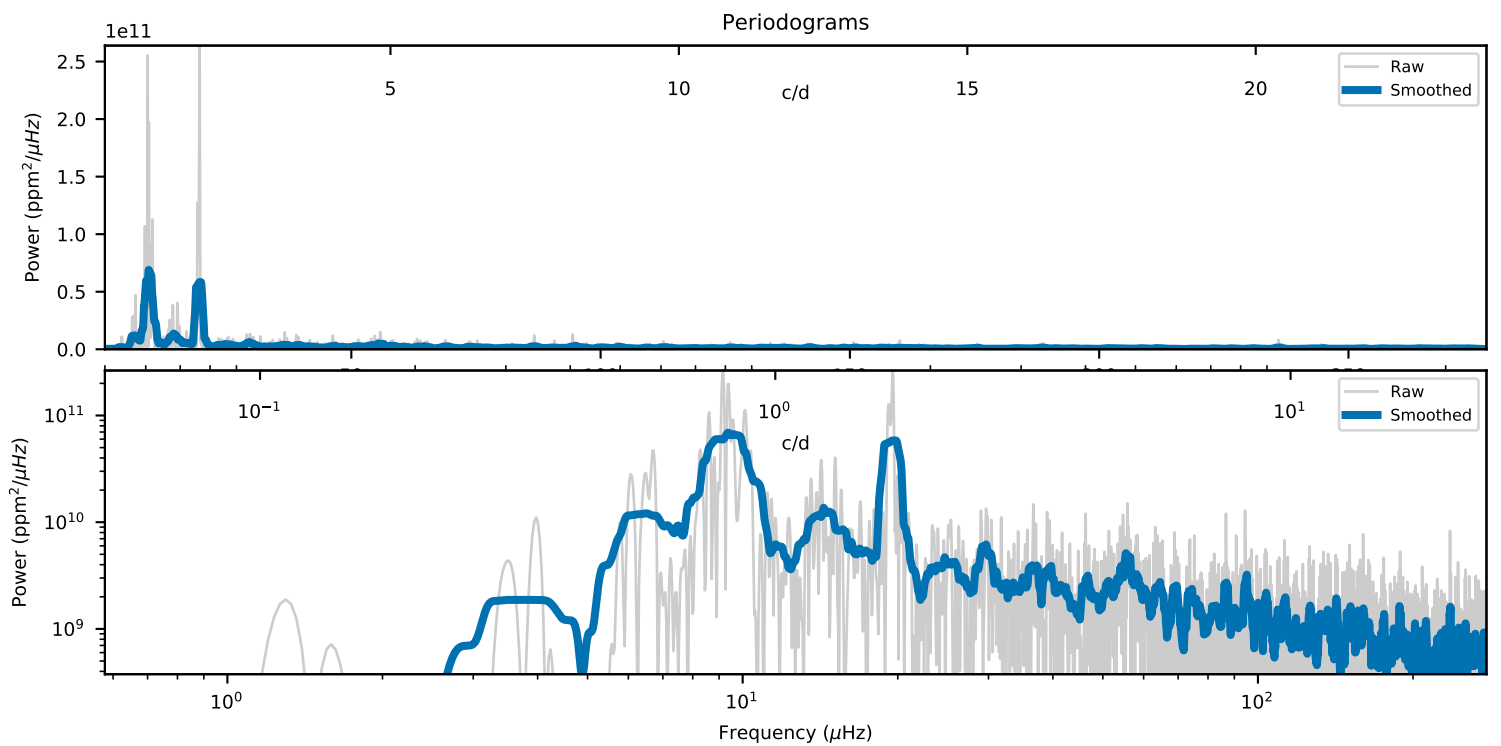 Periodograms
1e11
Power (ppm²/μHz)
2.5
2.0
1.5
1.0
0.5
0.0
5
10
15
20
c/d
Raw
Smoothed
Power (ppm²/μHz)
10¹¹
10¹⁰
10⁹
10⁻¹
10⁰
10¹
c/d
Raw
Smoothed
10⁰
10¹
10²
Frequency (μHz)